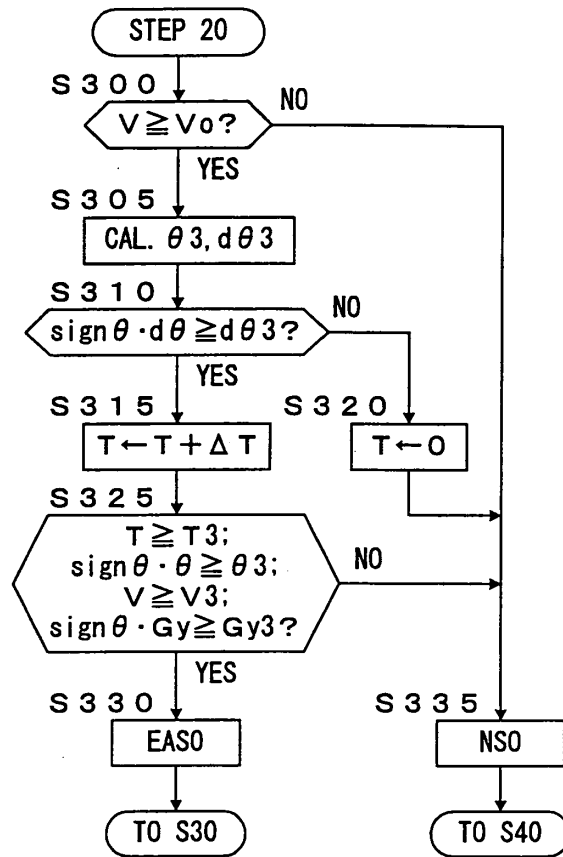 STEP 20
S300
V≧Vo?
NO
YES
S305
CAL. θ3, dθ3
S310
signθ·dθ≧dθ3?
NO
YES
S315
T←T+ΔT
S320
T←0
S325
T≧T3;
signθ·θ≧θ3;
V≧V3;
signθ·Gy≧Gy3?
NO
YES
S330
EASO
S335
NSO
TO S30
TO S40